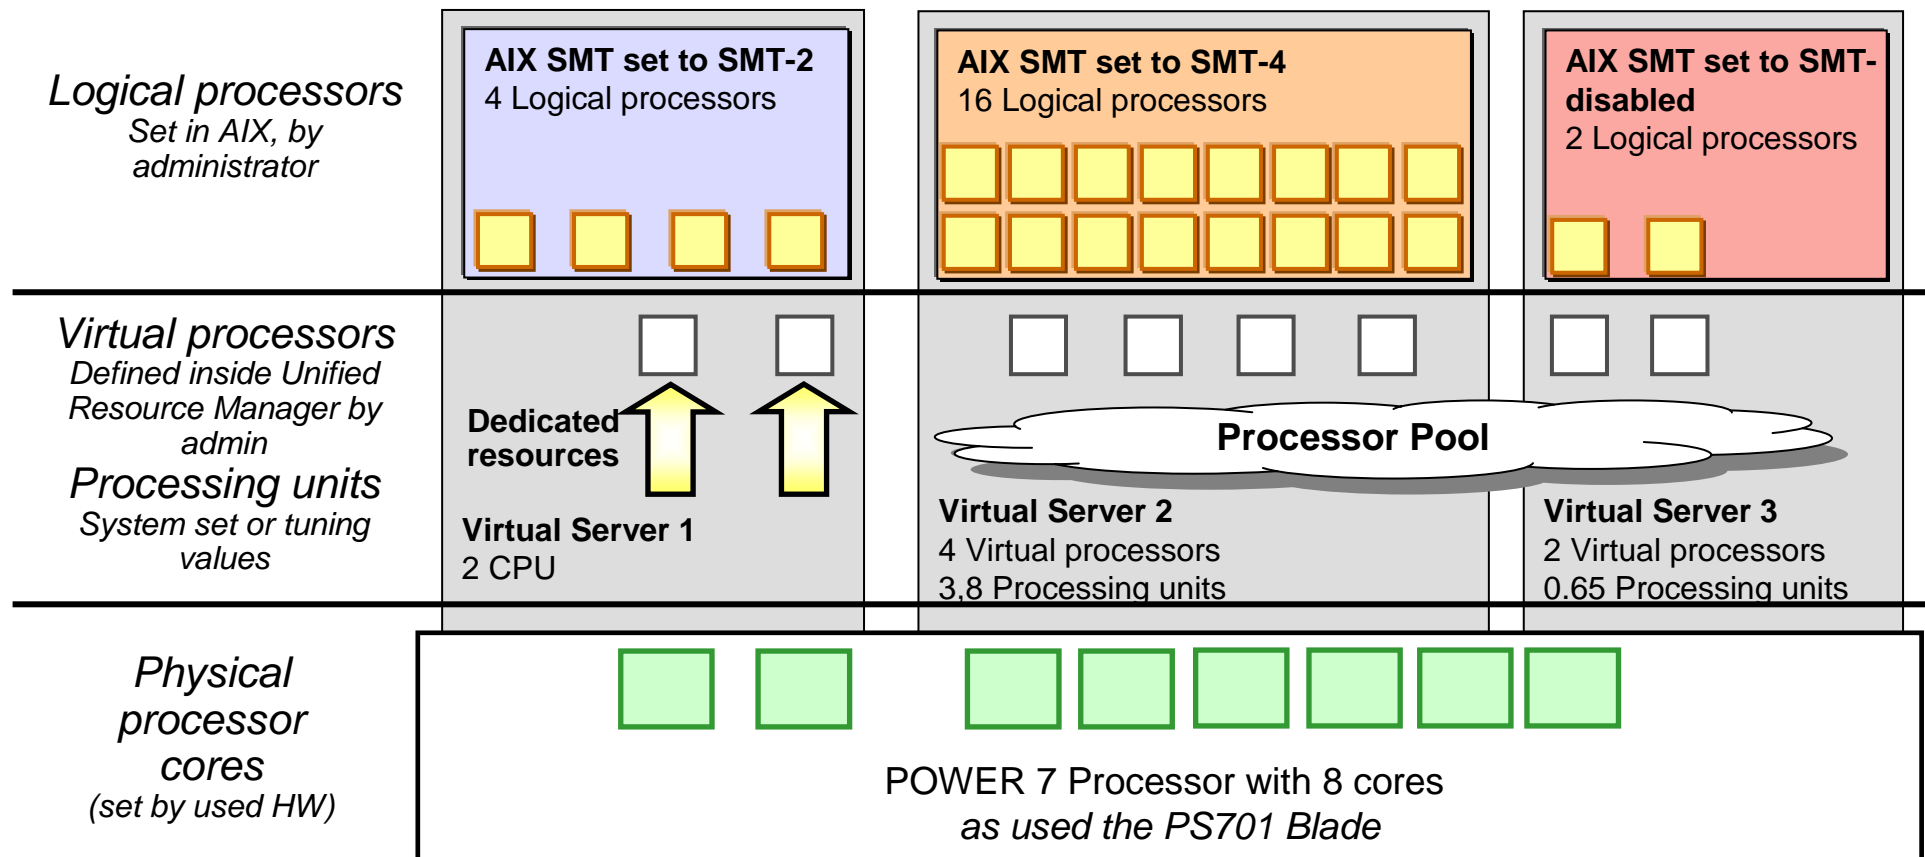 Logical processors
Set in AIX, by
administrator
AIX SMT set to SMT-2
4 Logical processors
AIX SMT set to SMT-4
16 Logical processors
AIX SMT set to SMT-
disabled
2 Logical processors
Virtual processors
Defined inside Unified
Resource Manager by
admin
Processing units
System set or tuning
values
Dedicated
resources
Virtual Server 1
2 CPU
Processor Pool
Virtual Server 2
4 Virtual processors
3,8 Processing units
Virtual Server 3
2 Virtual processors
0.65 Processing units
Physical
processor
cores
(set by used HW)
POWER 7 Processor with 8 cores
as used the PS701 Blade